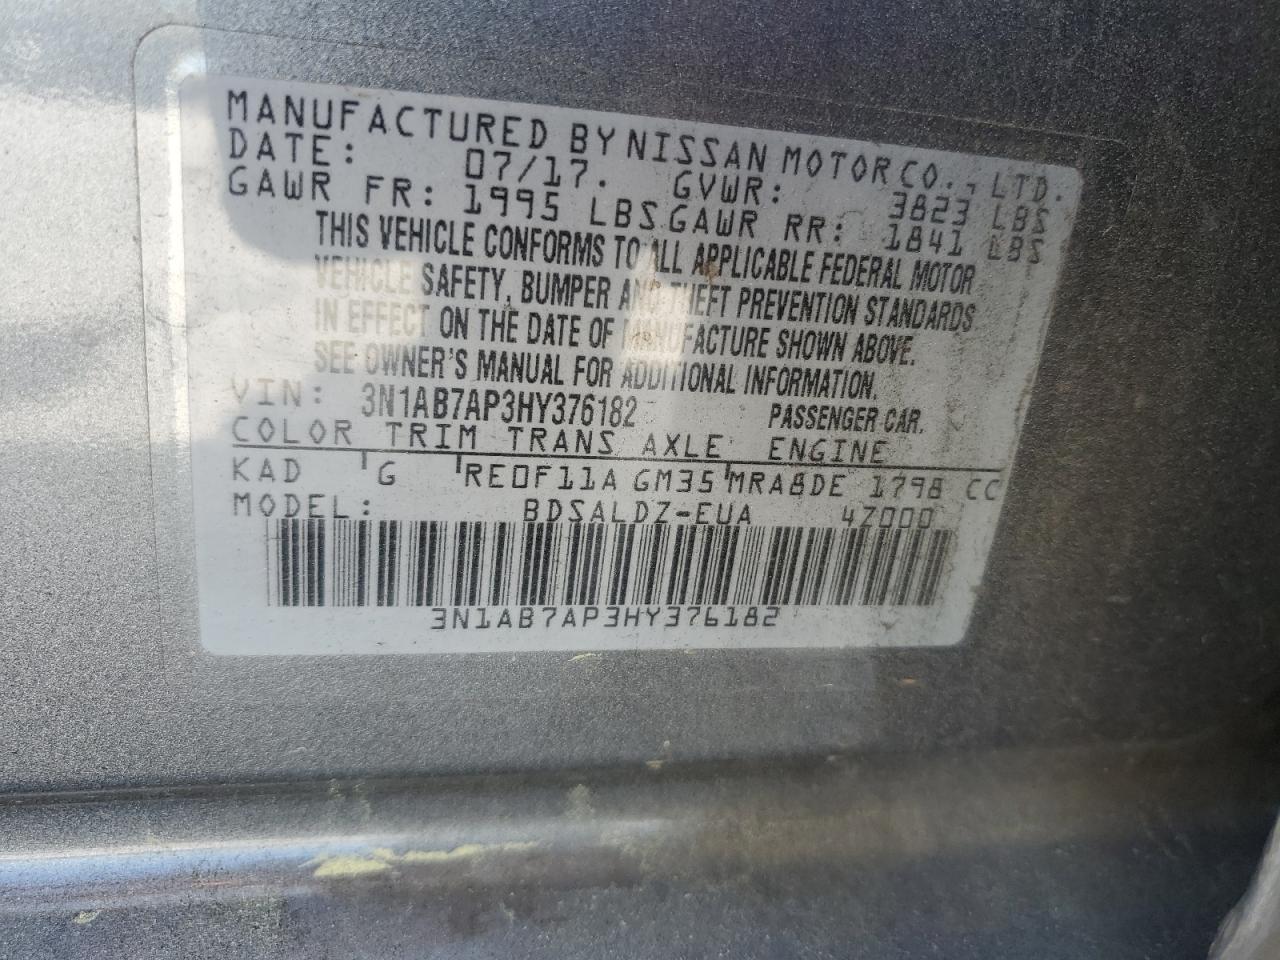 MANUFACTURED BY NISSAN MOTOR CO., LTD.
DATE: 07/17. GVWR: 3823 LBS
GAWR FR: 1995 LBS GAWR RR: 1841 LBS
THIS VEHICLE CONFORMS TO ALL APPLICABLE FEDERAL MOTOR
VEHICLE SAFETY, BUMPER AND THEFT PREVENTION STANDARDS
IN EFFECT ON THE DATE OF MANUFACTURE SHOWN ABOVE.
SEE OWNER'S MANUAL FOR ADDITIONAL INFORMATION.
VIN: 3N1AB7AP3HY376182 PASSENGER CAR.
COLOR TRIM TRANS AXLE ENGINE
KAD G RE0F11A GM35 MRA8DE 1798 CC
MODEL: BDSALDZ-EUA 4Z000
3N1AB7AP3HY376182